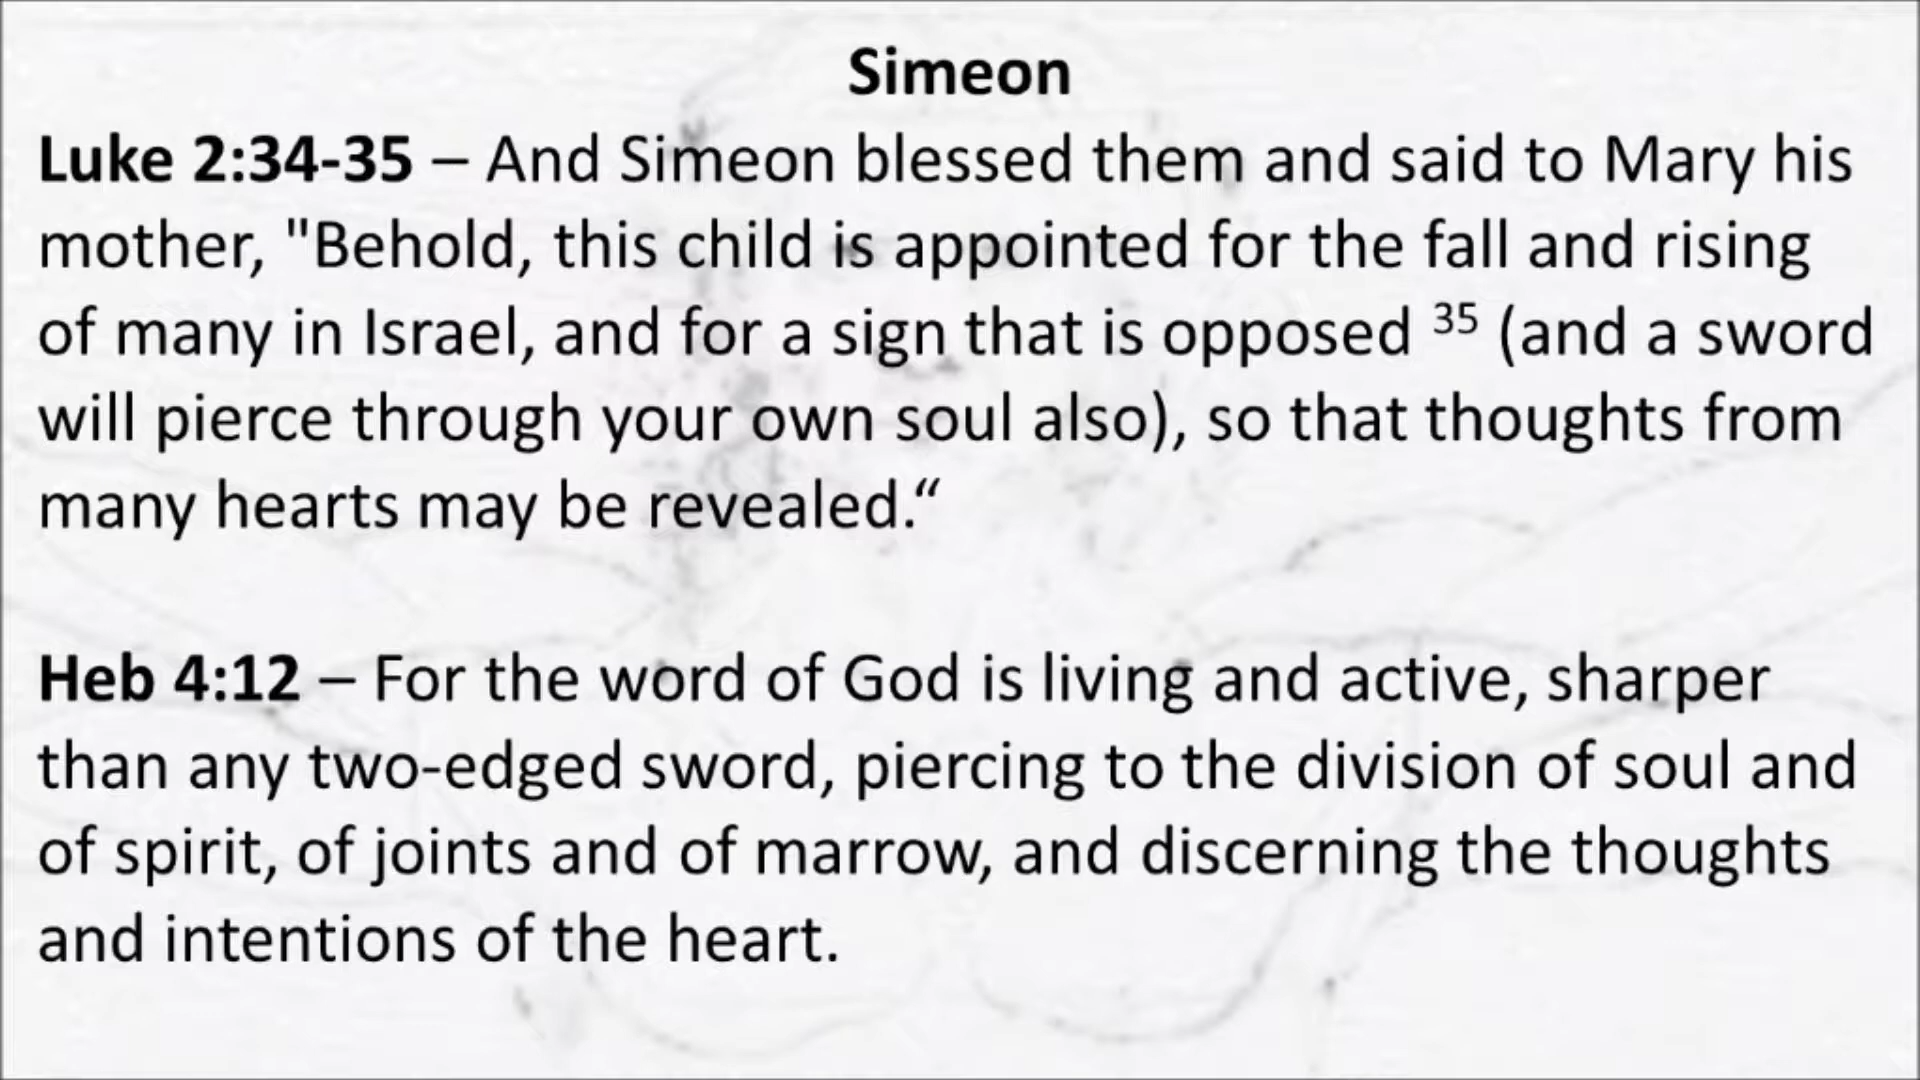 Simeon
Luke 2:34-35 – And Simeon blessed them and said to Mary his
mother, "Behold, this child is appointed for the fall and rising
of many in Israel, and for a sign that is opposed 35 (and a sword
will pierce through your own soul also), so that thoughts from
many hearts may be revealed.“
Heb 4:12 – For the word of God is living and active, sharper
than any two-edged sword, piercing to the division of soul and
of spirit, of joints and of marrow, and discerning the thoughts
and intentions of the heart.